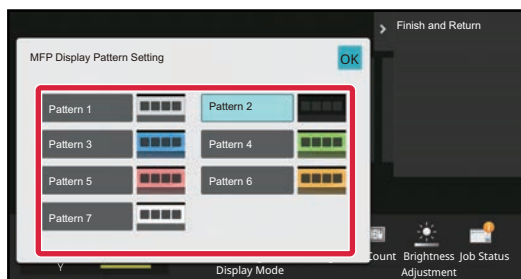 Finish and Return
MFP Display Pattern Setting
OK
Pattern 1
Pattern 2
Pattern 3
Pattern 4
Pattern 5
Pattern 6
Pattern 7
Count
Brightness
Adjustment
Job Status
Y
Display Mode